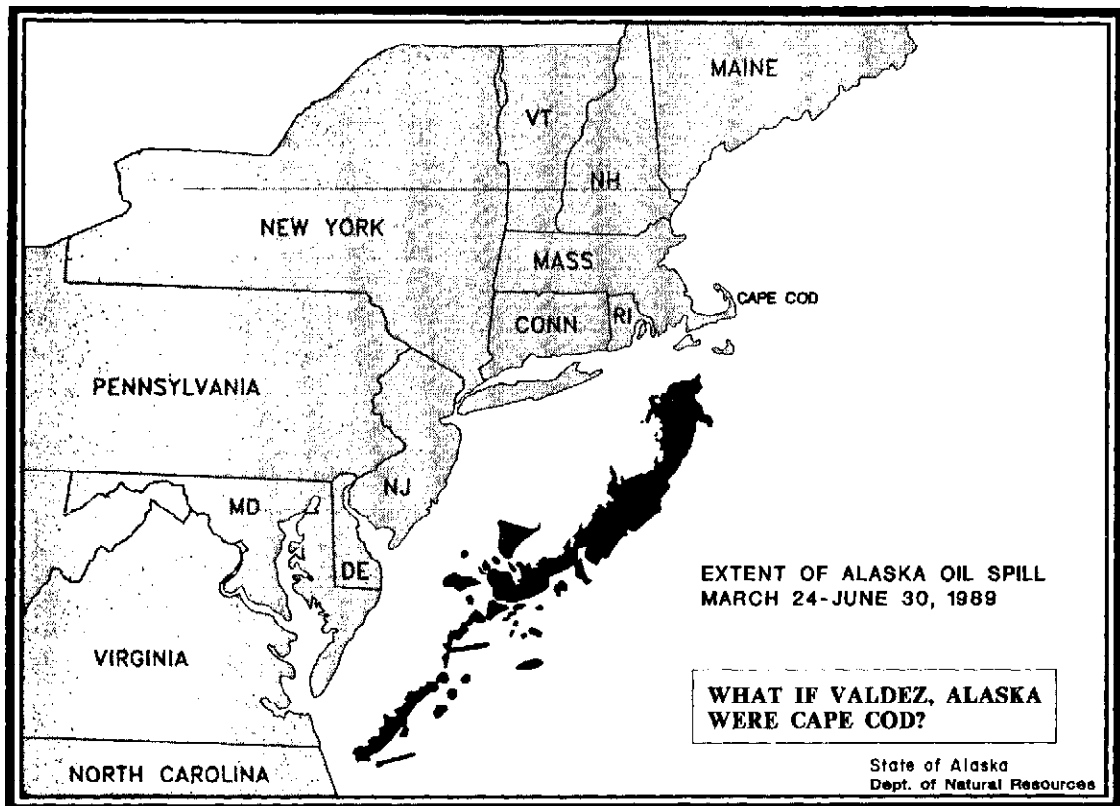 MAINE
VT
NH
NEW YORK
MASS
CAPE COD
CONN
RI
PENNSYLVANIA
NJ
MD
DE
EXTENT OF ALASKA OIL SPILL
MARCH 24-JUNE 30, 1989
VIRGINIA
WHAT IF VALDEZ, ALASKA
WERE CAPE COD?
NORTH CAROLINA
State of Alaska
Dept. of Natural Resources